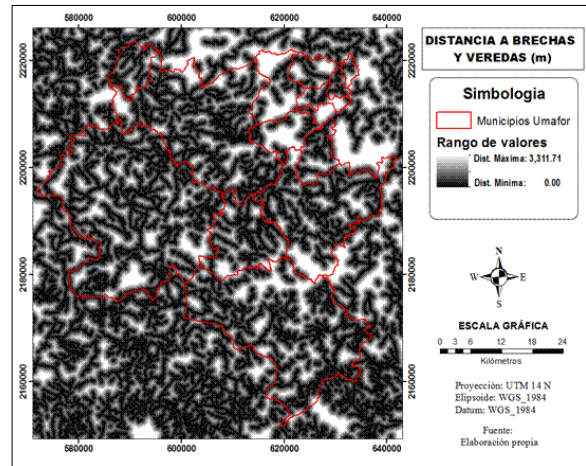 580000 600000 620000 640000
DISTANCIA A BRECHAS
Y VEREDAS (m)
Simbologia
Municipios Umafor
Rango de valores
Dist. Máxima: 3,311.71
Dist. Mínima : 0.00
N
W E
S
ESCALA GRÁFICA
0 3 6 12 18 24
Kilómetros
Proyección: UTM 14 N
Elipsoide: WGS_1984
Datum: WGS_1984
Fuente:
Elaboración propia
2220000
2200000
2180000
2160000
2220000
2200000
2180000
2160000
580000 600000 620000 640000